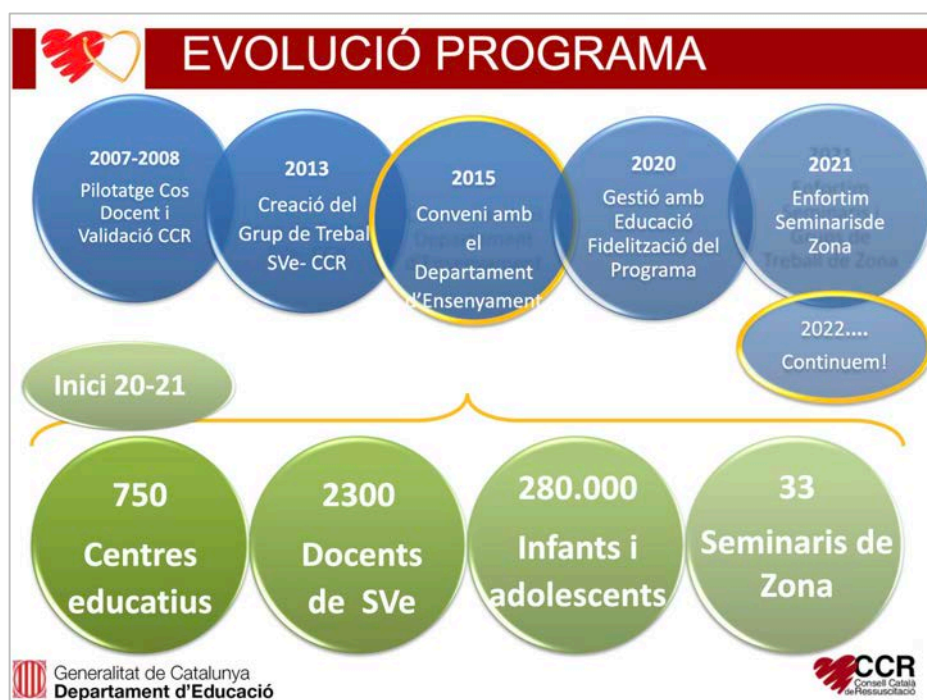 EVOLUCIÓ PROGRAMA
2007-2008
Pilotatge Cos
Docent i
Validació CCR
2013
Creació del
Grup de Trebal
SVe- CCR
2015
Conveni amb
el
Departament
d'Ensenyament
2020
Gestió amb
Educació
Fidelització del
Programa
2021
Enfortim
Seminarisde
Zona
2022....
Continuem!
Inici 20-21
750
Centres
educatius
2300
Docents
de SVe
280.000
Infants i
adolescents
33
Seminaris de
Zona
Generalitat de Catalunya
Departament d'Educació
CCR
Consell Català
de Ressuscitació